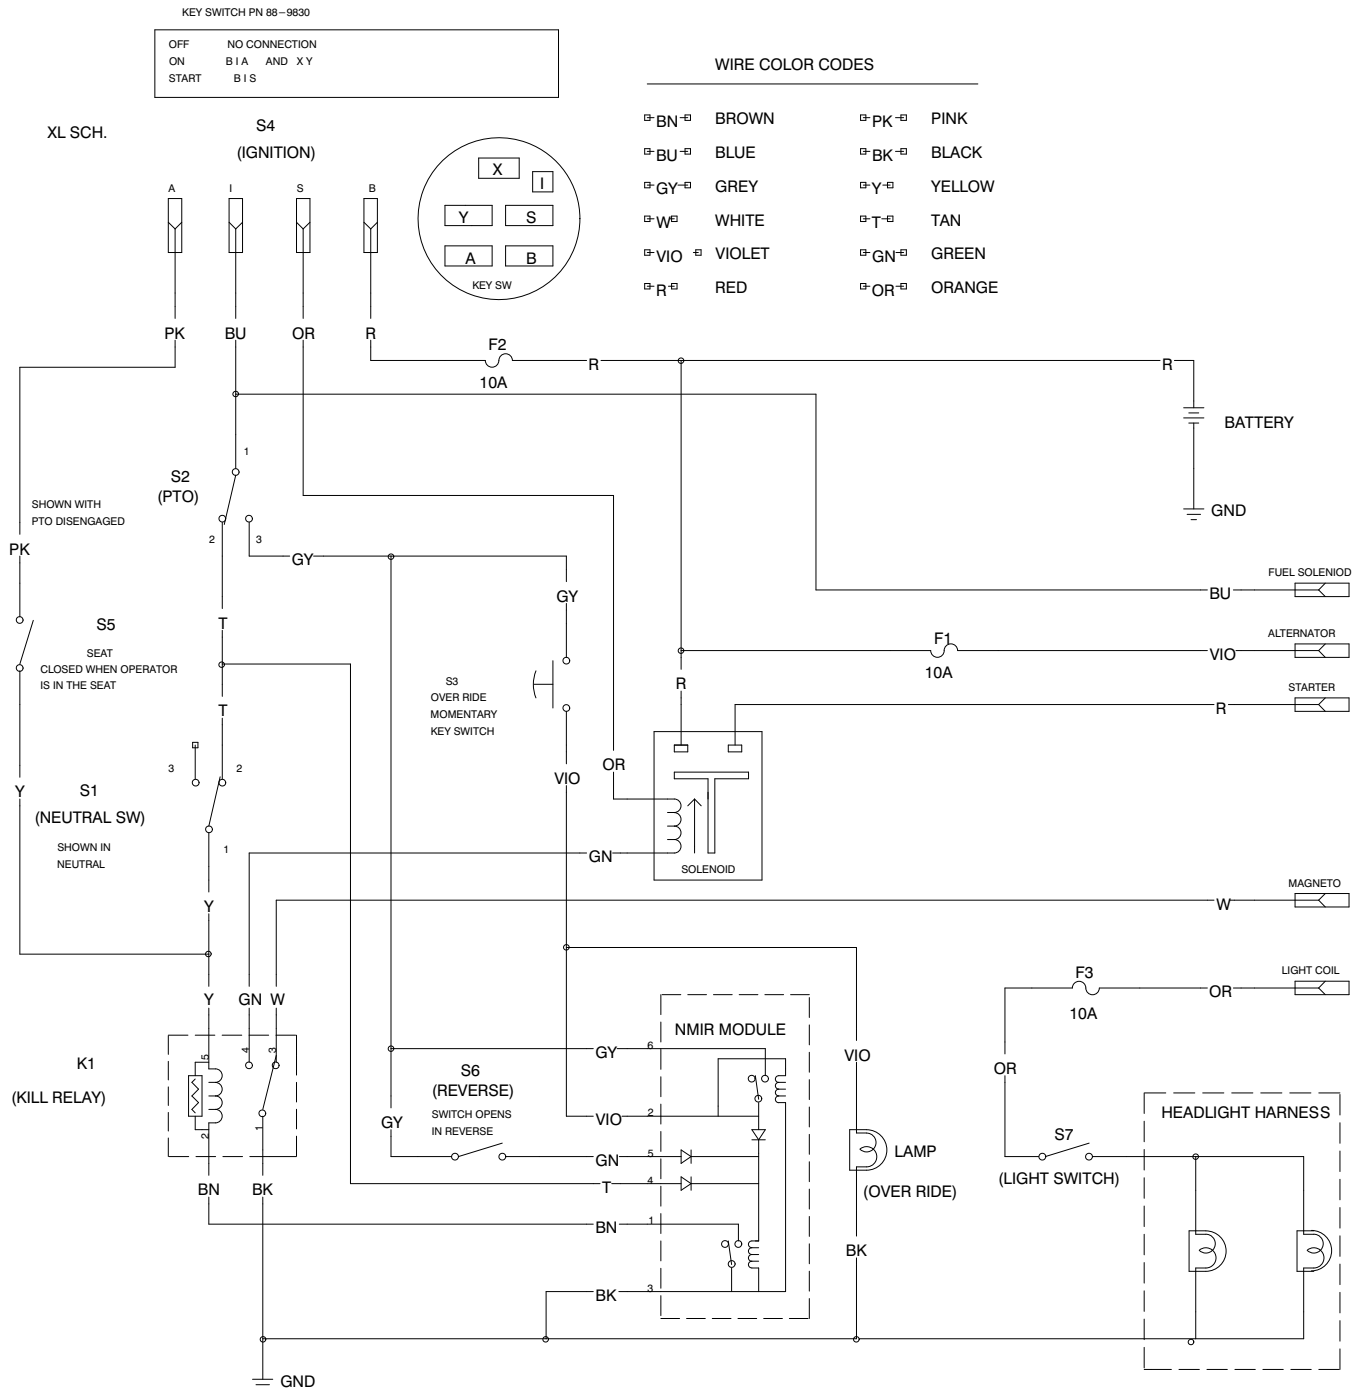 KEY SWITCH PN 88-9830
OFF NO CONNECTION
ON B I A AND X Y
START B I S
WIRE COLOR CODES
BN BROWN PK PINK
BU BLUE BK BLACK
GY GREY Y YELLOW
W WHITE T TAN
VIO VIOLET GN GREEN
R RED OR ORANGE
XL SCH.
S4
(IGNITION)
A I S B
X
I
Y S
A B
KEY SW
PK BU OR R
F2
10A
R
R
BATTERY
GND
1
S2
(PTO)
SHOWN WITH
PTO DISENGAGED
2 3
PK
GY
GY
FUEL SOLENIOD
BU
T
S5
SEAT
CLOSED WHEN OPERATOR
IS IN THE SEAT
F1
10A
VIO
ALTERNATOR
S3
OVER RIDE
MOMENTARY
KEY SWITCH
R
STARTER
R
T
3 2
VIO
OR
Y
S1
(NEUTRAL SW)
SHOWN IN
NEUTRAL
1
GN
SOLENOID
MAGNETO
W
Y
LIGHT COIL
F3
10A
OR
Y GN W
NMIR MODULE
K1
(KILL RELAY)
5 4 3
2 1
GY 6
VIO
OR
S6
(REVERSE)
SWITCH OPENS
IN REVERSE
GY
VIO 2
GN 5
T 4
LAMP
(OVER RIDE)
HEADLIGHT HARNESS
S7
(LIGHT SWITCH)
BN BK
BN 1
BK
BK 3
GND